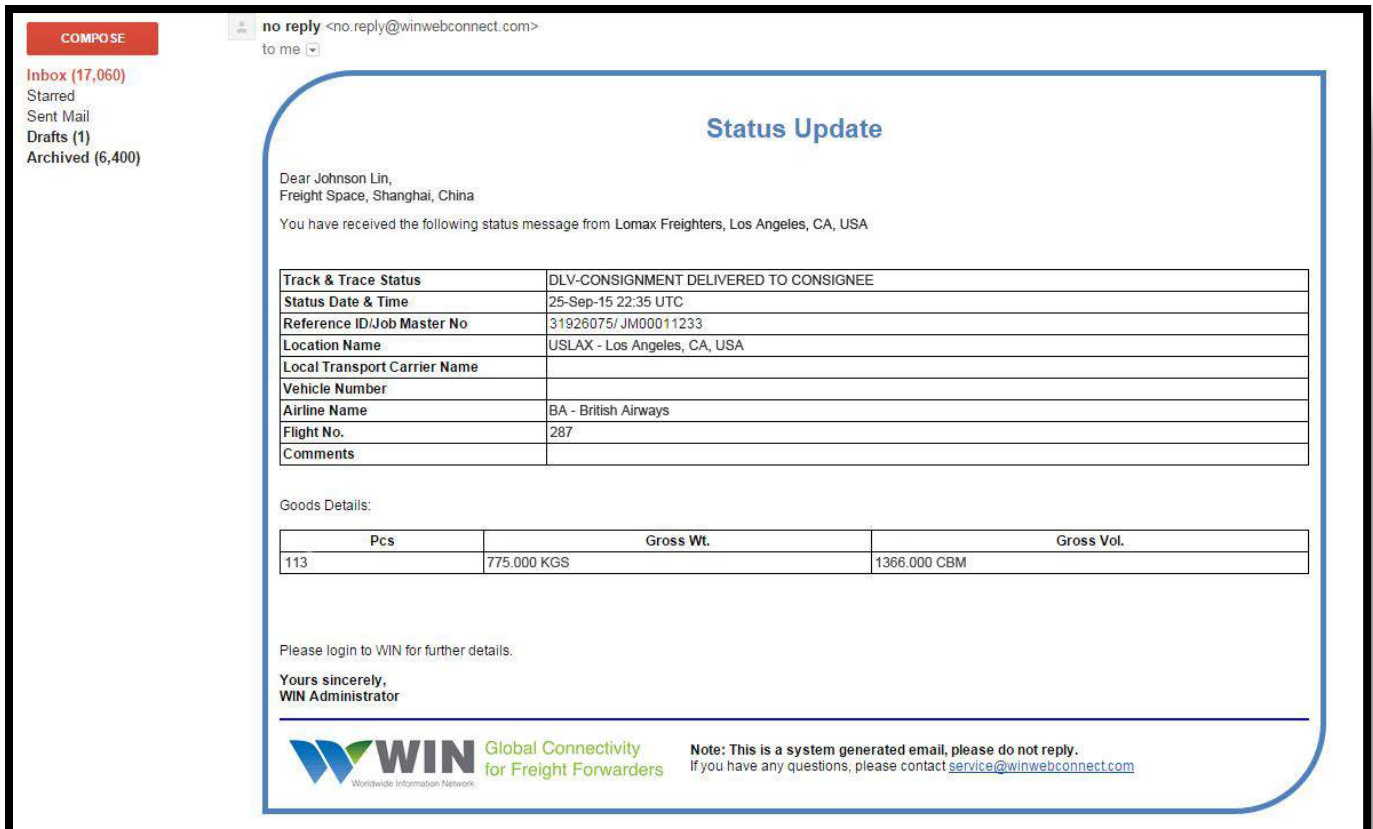 COMPOSE
Inbox (17,060)
Starred
Sent Mail
Drafts (1)
Archived (6,400)
no reply <no.reply@winwebconnect.com>
to me
Status Update
Dear Johnson Lin,
Freight Space, Shanghai, China
You have received the following status message from Lomax Freighters, Los Angeles, CA, USA
Track & Trace Status DLV-CONSIGNMENT DELIVERED TO CONSIGNEE
Status Date & Time 25-Sep-15 22:35 UTC
Reference ID/Job Master No 31926075/ JM00011233
Location Name USLAX - Los Angeles, CA, USA
Local Transport Carrier Name
Vehicle Number
Airline Name BA - British Airways
Flight No. 287
Comments
Goods Details:
Pcs Gross Wt. Gross Vol.
113 775.000 KGS 1366.000 CBM
Please login to WIN for further details.
Yours sincerely,
WIN Administrator
WIN
Worldwide Information Network
Global Connectivity
for Freight Forwarders
Note: This is a system generated email, please do not reply.
If you have any questions, please contact service@winwebconnect.com